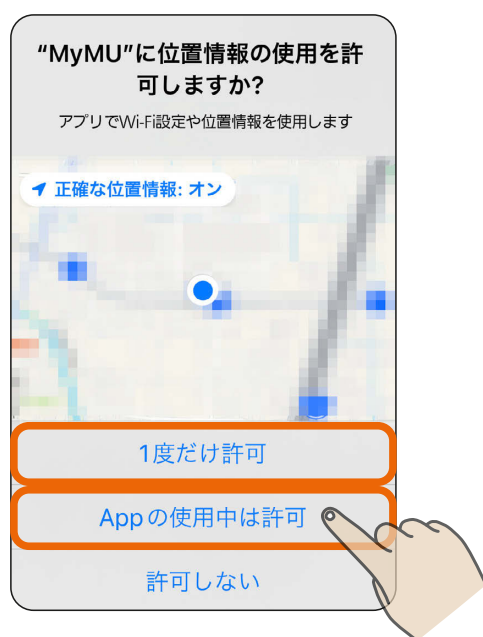 “MyMU”に位置情報の使用を許
可しますか?
アプリでWi-Fi設定や位置情報を使用します
正確な位置情報: オン
1度だけ許可
Appの使用中は許可
許可しない